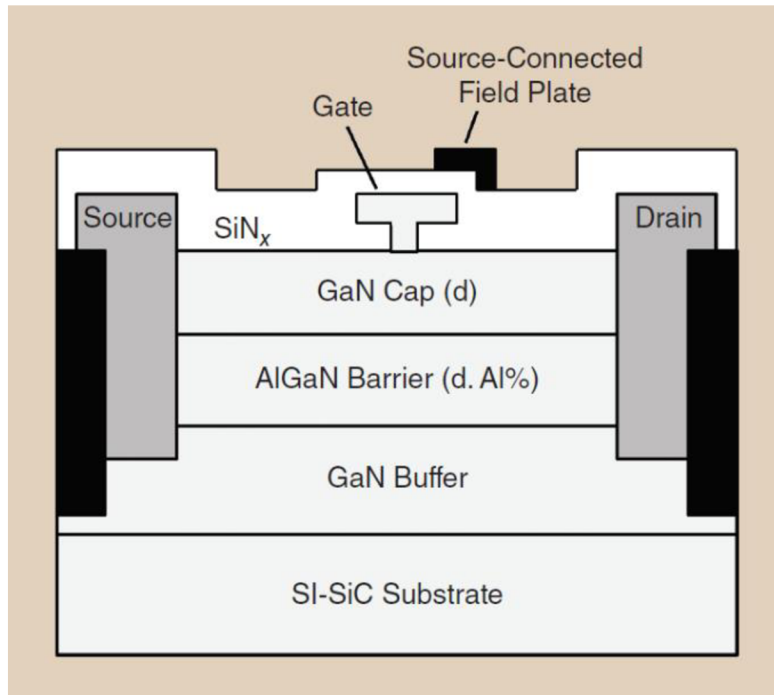 Source-Connected
Field Plate
Gate
Source
Drain
SiNx
GaN Cap (d)
AlGaN Barrier (d. Al%)
GaN Buffer
SI-SiC Substrate